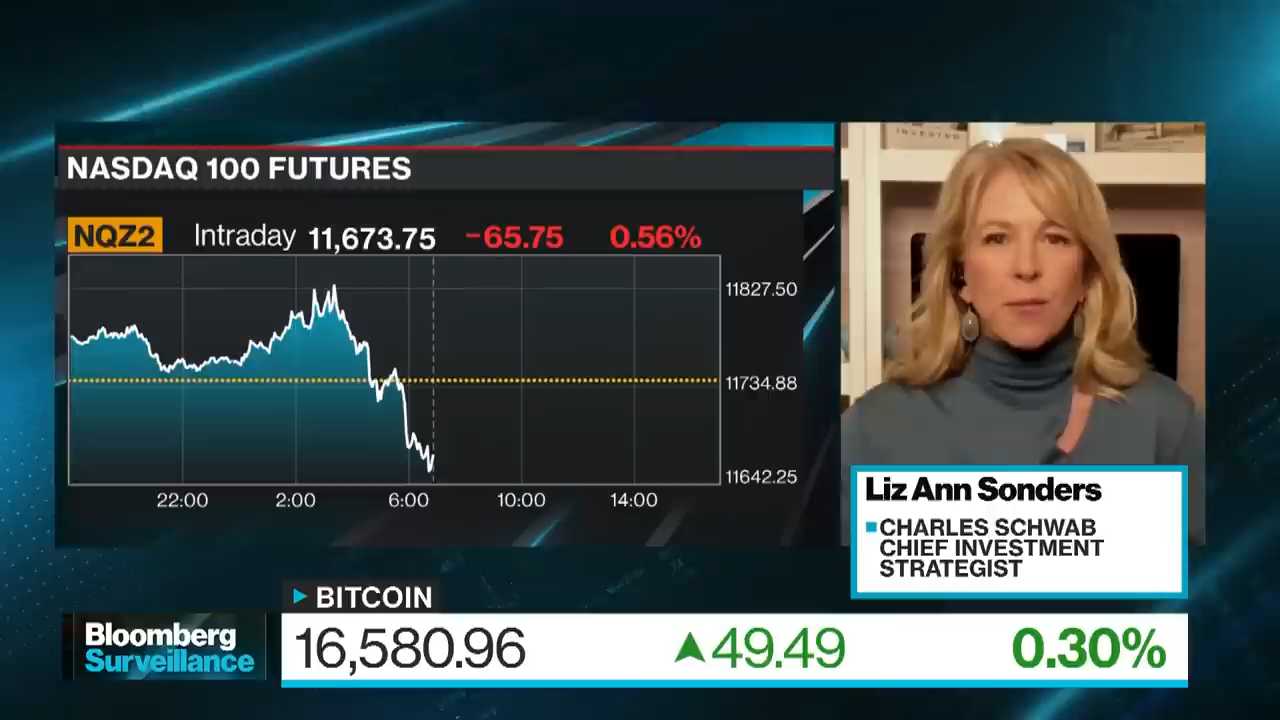 NASDAQ 100 FUTURES
NQZ2 Intraday 11,673.75 -65.75 0.56%
11827.50
11734.88
11642.25
22:00 2:00 6:00 10:00 14:00
Liz Ann Sonders
CHARLES SCHWAB
CHIEF INVESTMENT
STRATEGIST
BITCOIN
Bloomberg
Surveillance
16,580.96 ▲49.49 0.30%